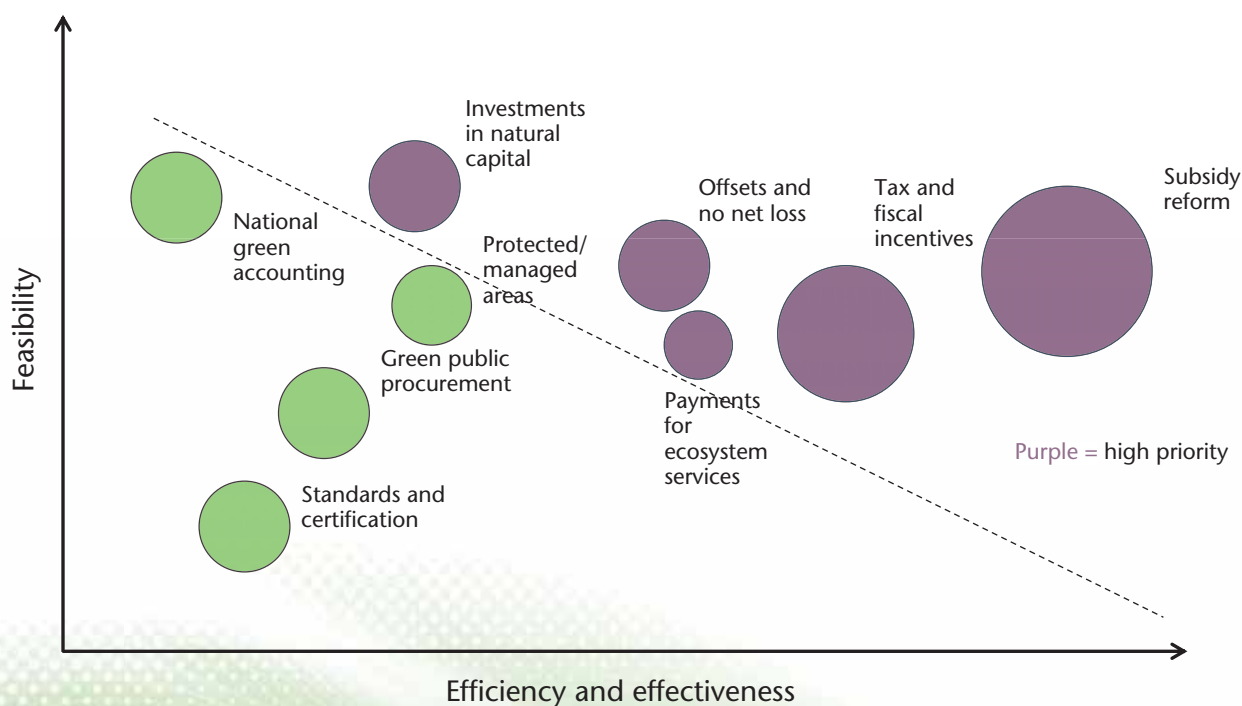 Investments
in natural
capital
Offsets and
no net loss
Tax and
fiscal
incentives
Subsidy
reform
National
green
accounting
Protected/
managed
areas
Feasibility
Green public
procurement
Payments
for
ecosystem
services
Purple = high priority
Standards and
certification
Efficiency and effectiveness